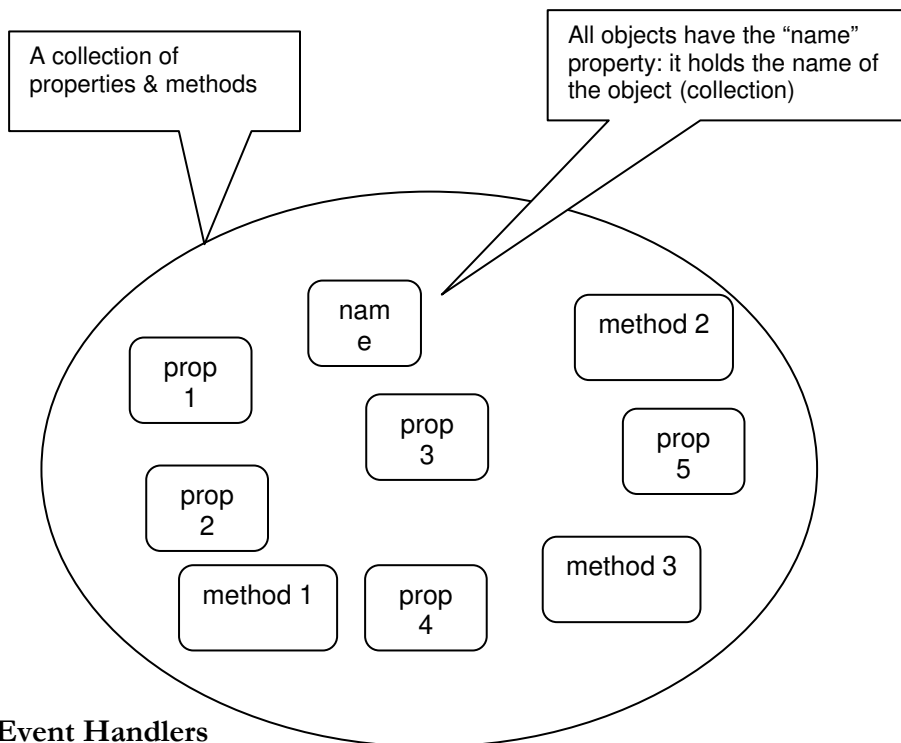 A collection of
properties & methods
All objects have the “name”
property: it holds the name of
the object (collection)
nam
e
method 2
prop
1
prop
3
prop
5
prop
2
method 3
method 1
prop
4
Event Handlers